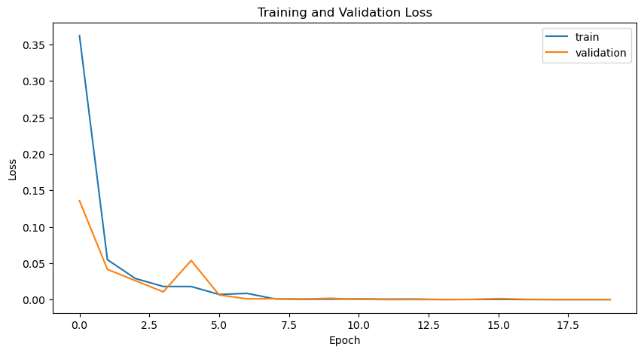 Training and Validation Loss
train
validation
Loss
0.35
0.30
0.25
0.20
0.15
0.10
0.05
0.00
0.0 2.5 5.0 7.5 10.0 12.5 15.0 17.5
Epoch